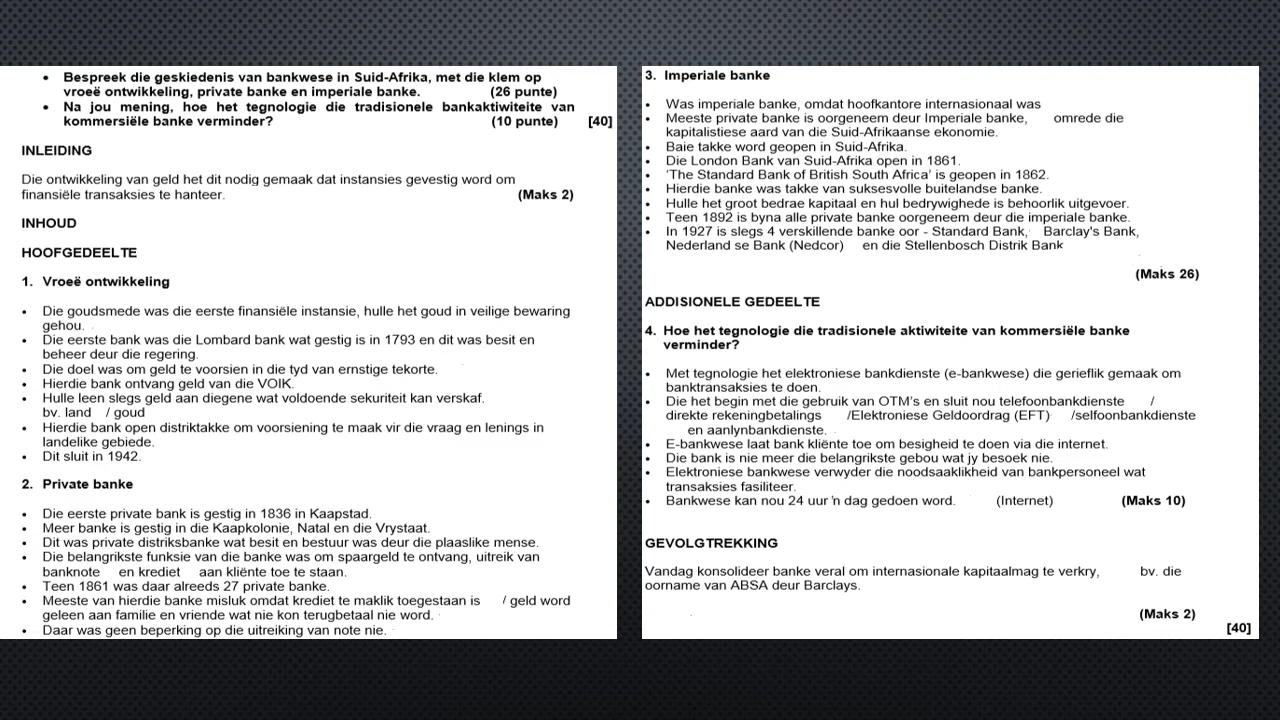 • Bespreek die geskiedenis van bankwese in Suid-Afrika, met die klem op
vroeë ontwikkeling, private banke en imperiale banke. (26 punte)
• Na jou mening, hoe het tegnologie die tradisionele bankaktiwiteite van
kommersiële banke verminder? (10 punte) [40]
INLEIDING
Die ontwikkeling van geld het dit nodig gemaak dat instansies gevestig word om
finansiële transaksies te hanteer. (Maks 2)
INHOUD
HOOFGEDEELTE
1. Vroeë ontwikkeling
• Die goudsmede was die eerste finansiële instansie, hulle het goud in veilige bewaring
gehou.
• Die eerste bank was die Lombard bank wat gestig is in 1793 en dit was besit en
beheer deur die regering.
• Die doel was om geld te voorsien in die tyd van ernstige tekorte.
• Hierdie bank ontvang geld van die VOIK.
• Hulle leen slegs geld aan diegene wat voldoende sekuriteit kan verskaf.
bv. land / goud
• Hierdie bank open distriktakke om voorsiening te maak vir die vraag en lenings in
landelike gebiede.
• Dit sluit in 1942.
2. Private banke
• Die eerste private bank is gestig in 1836 in Kaapstad.
• Meer banke is gestig in die Kaapkolonie, Natal en die Vrystaat.
• Dit was private distriksbanke wat besit en bestuur was deur die plaaslike mense.
• Die belangrikste funksie van die banke was om spaargeld te ontvang, uitreik van
banknote en krediet aan kliënte toe te staan.
• Teen 1861 was daar alreeds 27 private banke.
• Meeste van hierdie banke misluk omdat krediet te maklik toegestaan is / geld word
geleen aan familie en vriende wat nie kon terugbetaal nie word.
• Daar was geen beperking op die uitreiking van note nie.
3. Imperiale banke
• Was imperiale banke, omdat hoofkantore internasionaal was
• Meeste private banke is oorgeneem deur Imperiale banke, omrede die
kapitalistiese aard van die Suid-Afrikaanse ekonomie.
• Baie takke word geopen in Suid-Afrika.
• Die London Bank van Suid-Afrika open in 1861.
• 'The Standard Bank of British South Africa' is geopen in 1862.
• Hierdie banke was takke van suksesvolle buitelandse banke.
• Hulle het groot bedrae kapitaal en hul bedrywighede is behoorlik uitgevoer.
• Teen 1892 is byna alle private banke oorgeneem deur die imperiale banke.
• In 1927 is slegs 4 verskillende banke oor - Standard Bank, Barclay's Bank,
Nederland se Bank (Nedcor) en die Stellenbosch Distrik Bank
(Maks 26)
ADDISIONELE GEDEELTE
4. Hoe het tegnologie die tradisionele aktiwiteite van kommersiële banke
verminder?
• Met tegnologie het elektroniese bankdienste (e-bankwese) die gerieflik gemaak om
banktransaksies te doen.
• Die het begin met die gebruik van OTM's en sluit nou telefoonbankdienste /
direkte rekeningbetalings /Elektroniese Geldoordrag (EFT) /selfoonbankdienste
en aanlynbankdienste.
• E-bankwese laat bank kliënte toe om besigheid te doen via die internet.
• Die bank is nie meer die belangrikste gebou wat jy besoek nie.
• Elektroniese bankwese verwyder die noodsaaklikheid van bankpersoneel wat
transaksies fasiliteer.
• Bankwese kan nou 24 uur 'n dag gedoen word. (Internet) (Maks 10)
GEVOLGTREKKING
Vandag konsolideer banke veral om internasionale kapitaalmag te verkry, bv. die
oorname van ABSA deur Barclays.
(Maks 2)
[40]